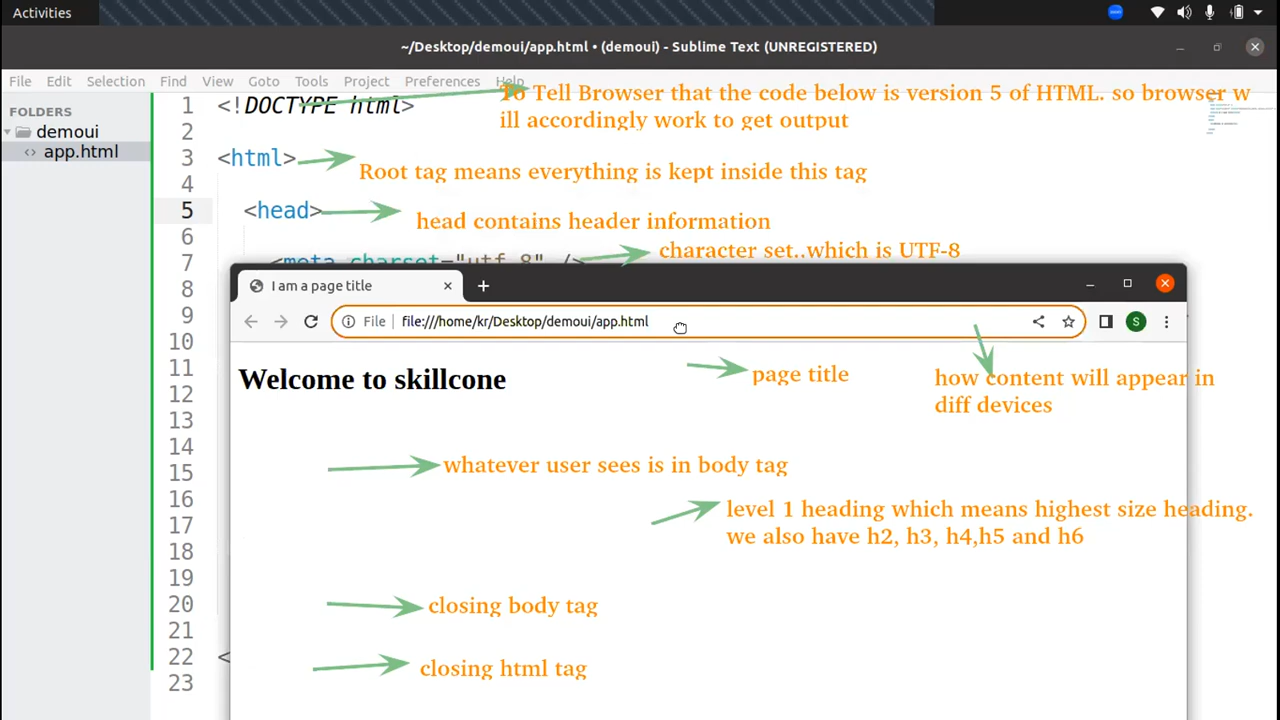 Activities
~/Desktop/demoui/app.html • (demoui) - Sublime Text (UNREGISTERED)
File Edit Selection Find View Goto Tools Project Preferences Help
FOLDERS
demoui
<> app.html
1 <!DOCTYPE html>
To Tell Browser that the code below is version 5 of HTML. so browser w
ill accordingly work to get output
2
3 <html>
Root tag means everything is kept inside this tag
4
5 <head>
head contains header information
6
7 <meta charset="utf-8" />
character set..which is UTF-8
8
9
10
11
12
13
14
15
16
17
18
19
20
21
22 <
23
I am a page title
File file:///home/kr/Desktop/demoui/app.html
S
Welcome to skillcone
page title
how content will appear in
diff devices
whatever user sees is in body tag
level 1 heading which means highest size heading.
we also have h2, h3, h4,h5 and h6
closing body tag
closing html tag